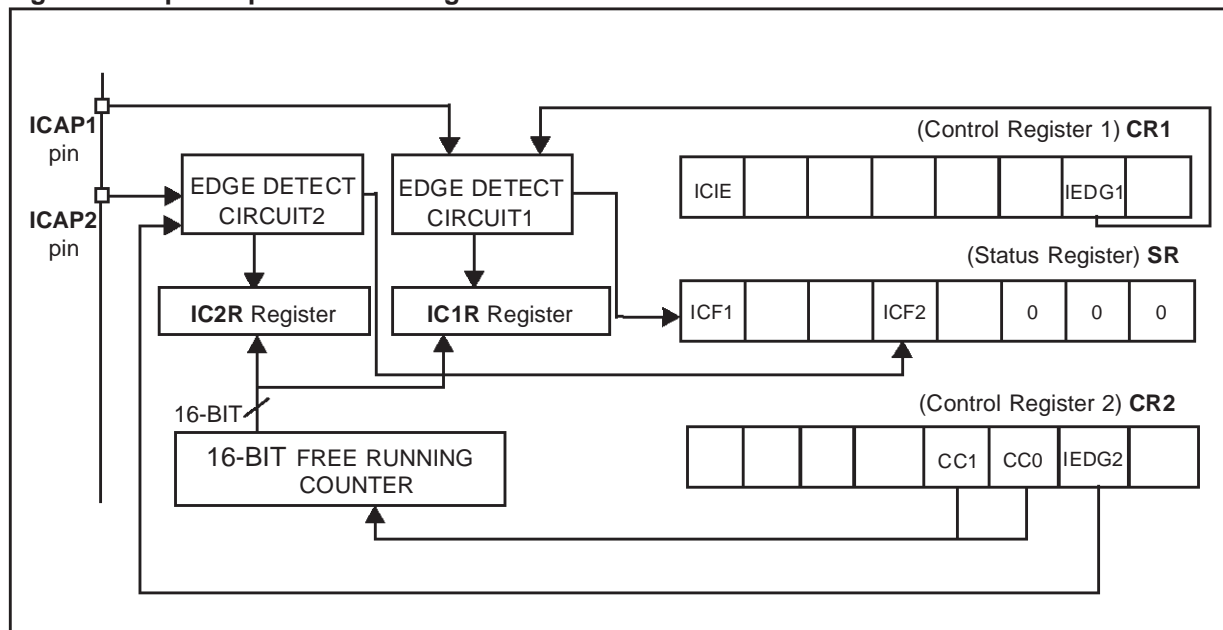 ICAP1
pin
ICAP2
pin
EDGE DETECT
CIRCUIT2
EDGE DETECT
CIRCUIT1
IC2R Register
IC1R Register
16-BIT
16-BIT FREE RUNNING
COUNTER
(Control Register 1) CR1
ICIE IEDG1
(Status Register) SR
ICF1 ICF2 0 0 0
(Control Register 2) CR2
CC1 CC0 IEDG2